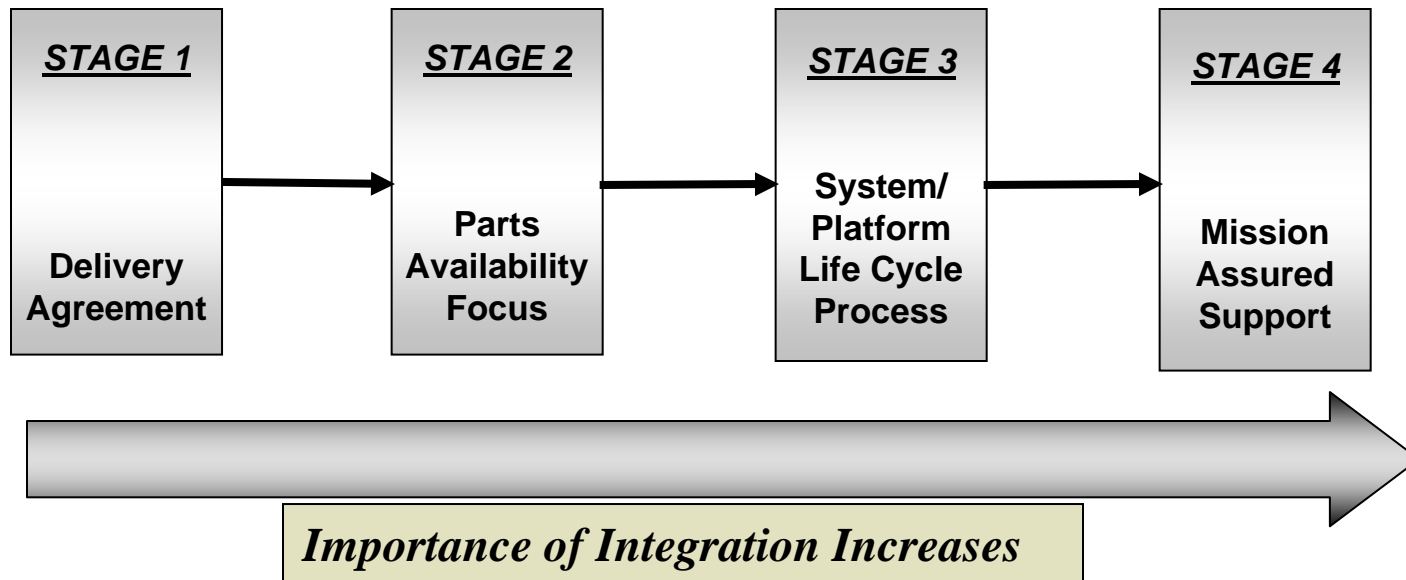 STAGE 1
Delivery
Agreement
STAGE 2
Parts
Availability
Focus
STAGE 3
System/
Platform
Life Cycle
Process
STAGE 4
Mission
Assured
Support
Importance of Integration Increases